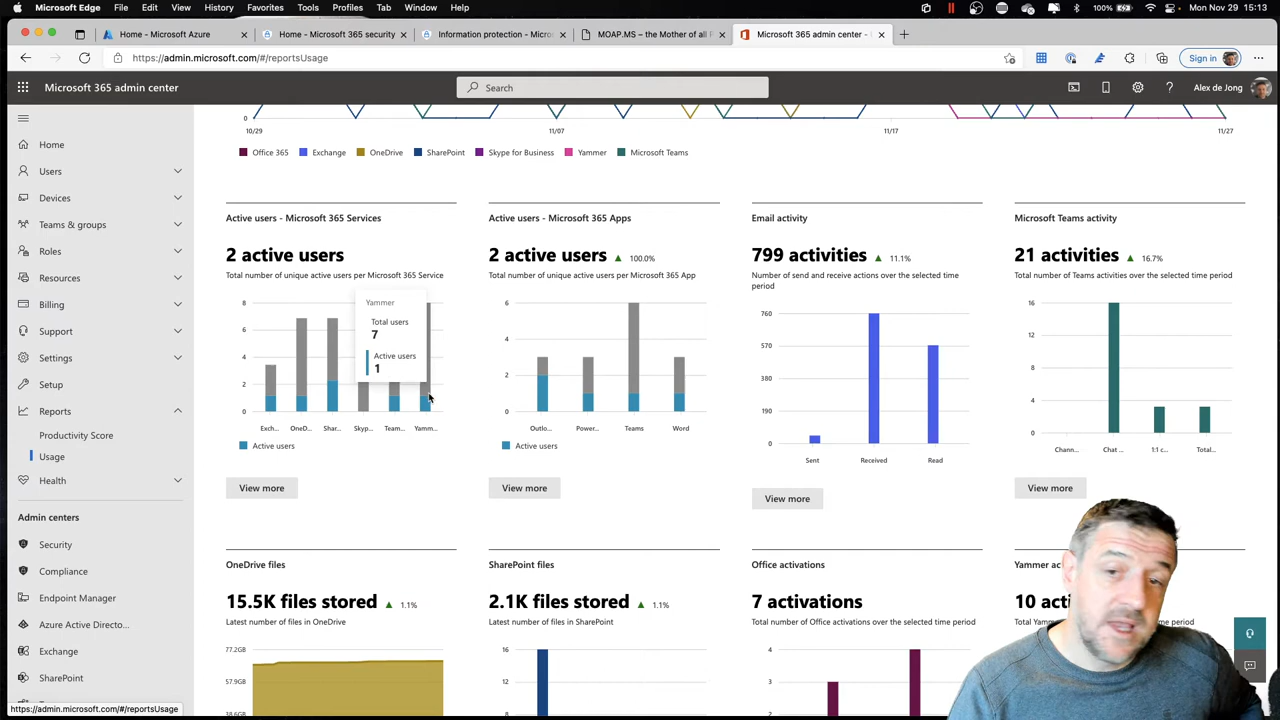 Microsoft Edge File Edit View History Favorites Tools Profiles Tab Window Help
100% Mon Nov 29 15:13
Home - Microsoft Azure
Home - Microsoft 365 security
Information protection - Micro
MOAP.MS – the Mother of all P
Microsoft 365 admin center -
https://admin.microsoft.com/#/reportsUsage
Sign in
Microsoft 365 admin center
Search
Alex de Jong
Home
Users
Devices
Teams & groups
Roles
Resources
Billing
Support
Settings
Setup
Reports
Productivity Score
Usage
Health
Admin centers
Security
Compliance
Endpoint Manager
Azure Active Directo...
Exchange
SharePoint
https://admin.microsoft.com/#/reportsUsage
0
10/29 11/07 11/17 11/27
Office 365 Exchange OneDrive SharePoint Skype for Business Yammer Microsoft Teams
Active users - Microsoft 365 Services
2 active users
Total number of unique active users per Microsoft 365 Service
8
6
4
2
0
Yammer
Total users
7
Active users
1
Exch... OneD... Shar... Skyp... Team... Yamm...
Active users
View more
Active users - Microsoft 365 Apps
2 active users 100.0%
Total number of unique active users per Microsoft 365 App
6
4
2
0
Outlo... Power... Teams Word
Active users
View more
Email activity
799 activities 11.1%
Number of send and receive actions over the selected time
period
760
570
380
190
0
Sent Received Read
View more
Microsoft Teams activity
21 activities 16.7%
Total number of Teams activities over the selected time period
16
12
8
4
0
Chann... Chat ... 1:1 c... Total...
View more
OneDrive files
15.5K files stored 1.1%
Latest number of files in OneDrive
77.2GB
57.9GB
38.6GB
SharePoint files
2.1K files stored 1.1%
Latest number of files in SharePoint
16
12
8
Office activations
7 activations
Total number of Office activations over the selected time period
4
3
2
Yammer ac
10 acti
Total Yam
me period